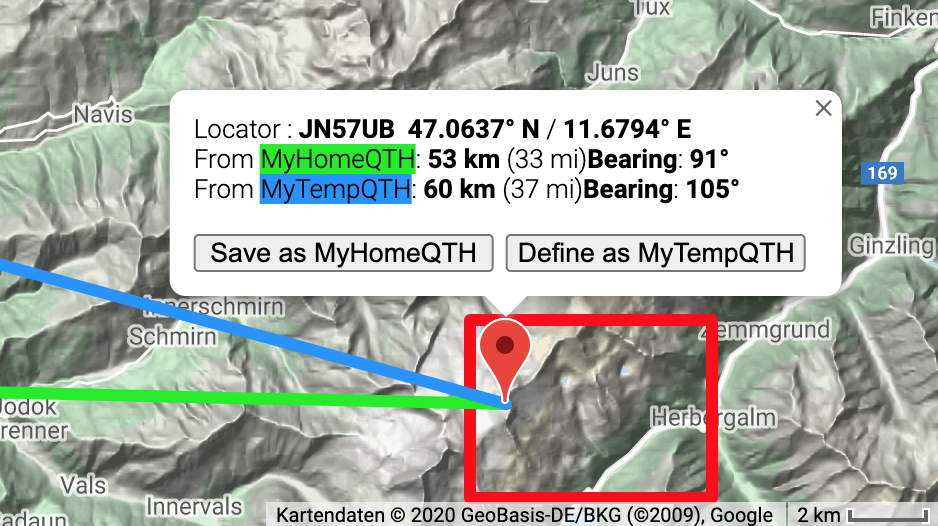 Tux
Finken
Juns
Navis
Locator : JN57UB 47.0637° N / 11.6794° E
From MyHomeQTH: 53 km (33 mi)Bearing: 91°
From MyTempQTH: 60 km (37 mi)Bearing: 105°
169
Save as MyHomeQTH
Define as MyTempQTH
Ginzling
Innerschmirn
Schmirn
Zemmgrund
Jodok
renner
Herbergalm
Vals
Innervals
adaun
Kartendaten © 2020 GeoBasis-DE/BKG (©2009), Google
2 km